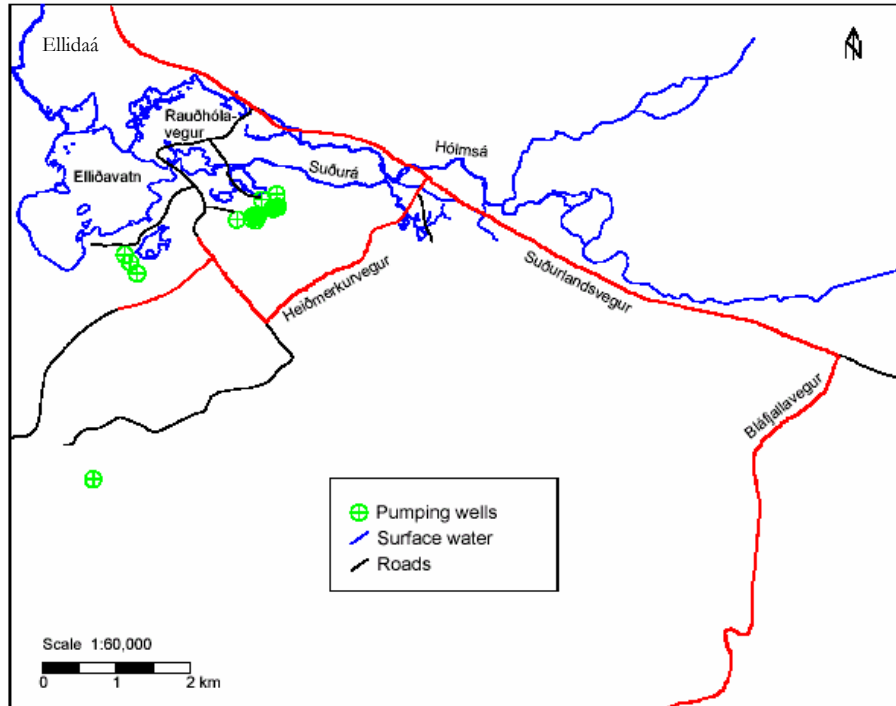 Ellidaá
N
Rauðhóla-
vegur
Hólmsá
Elliðavatn
Suðurá
Heiðmerkurvegur
Suðurlandsvegur
Bláfjallavegur
Pumping wells
Surface water
Roads
Scale 1:60,000
0 1 2 km